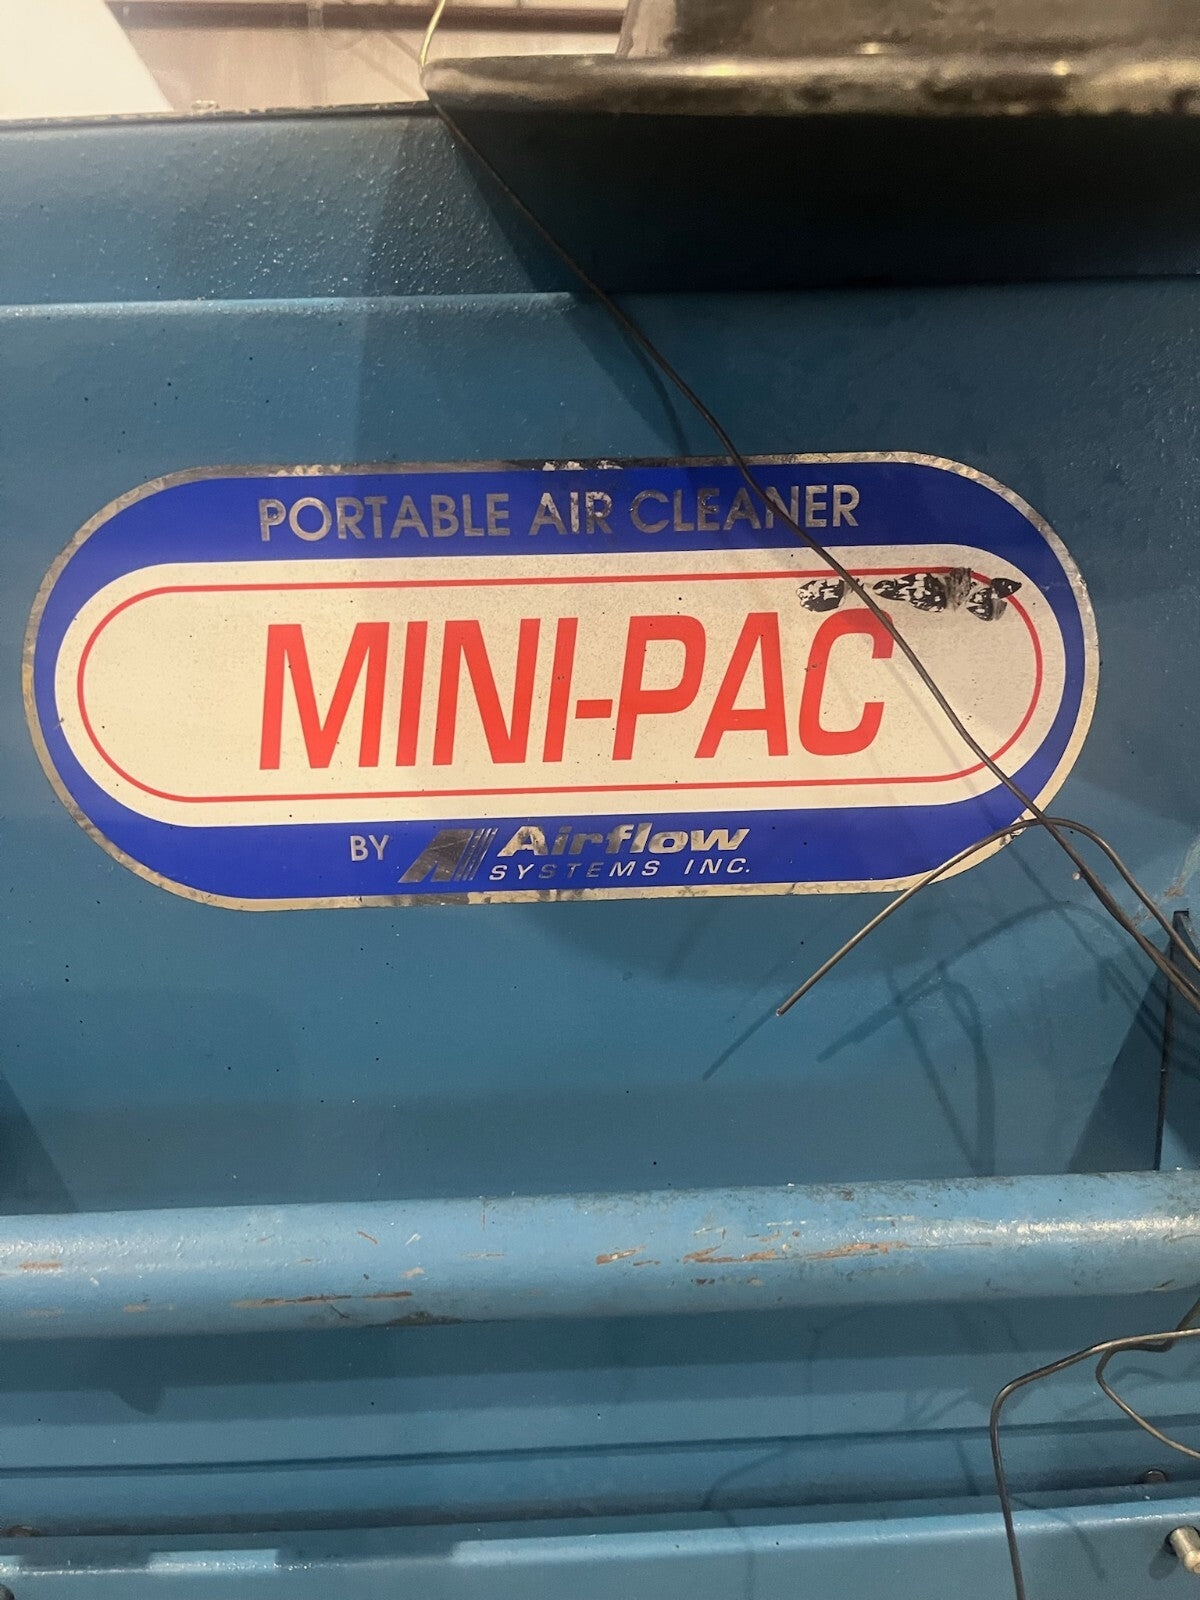 PORTABLE AIR CLEANER
MINI-PAC
BY Airflow
SYSTEMS INC.